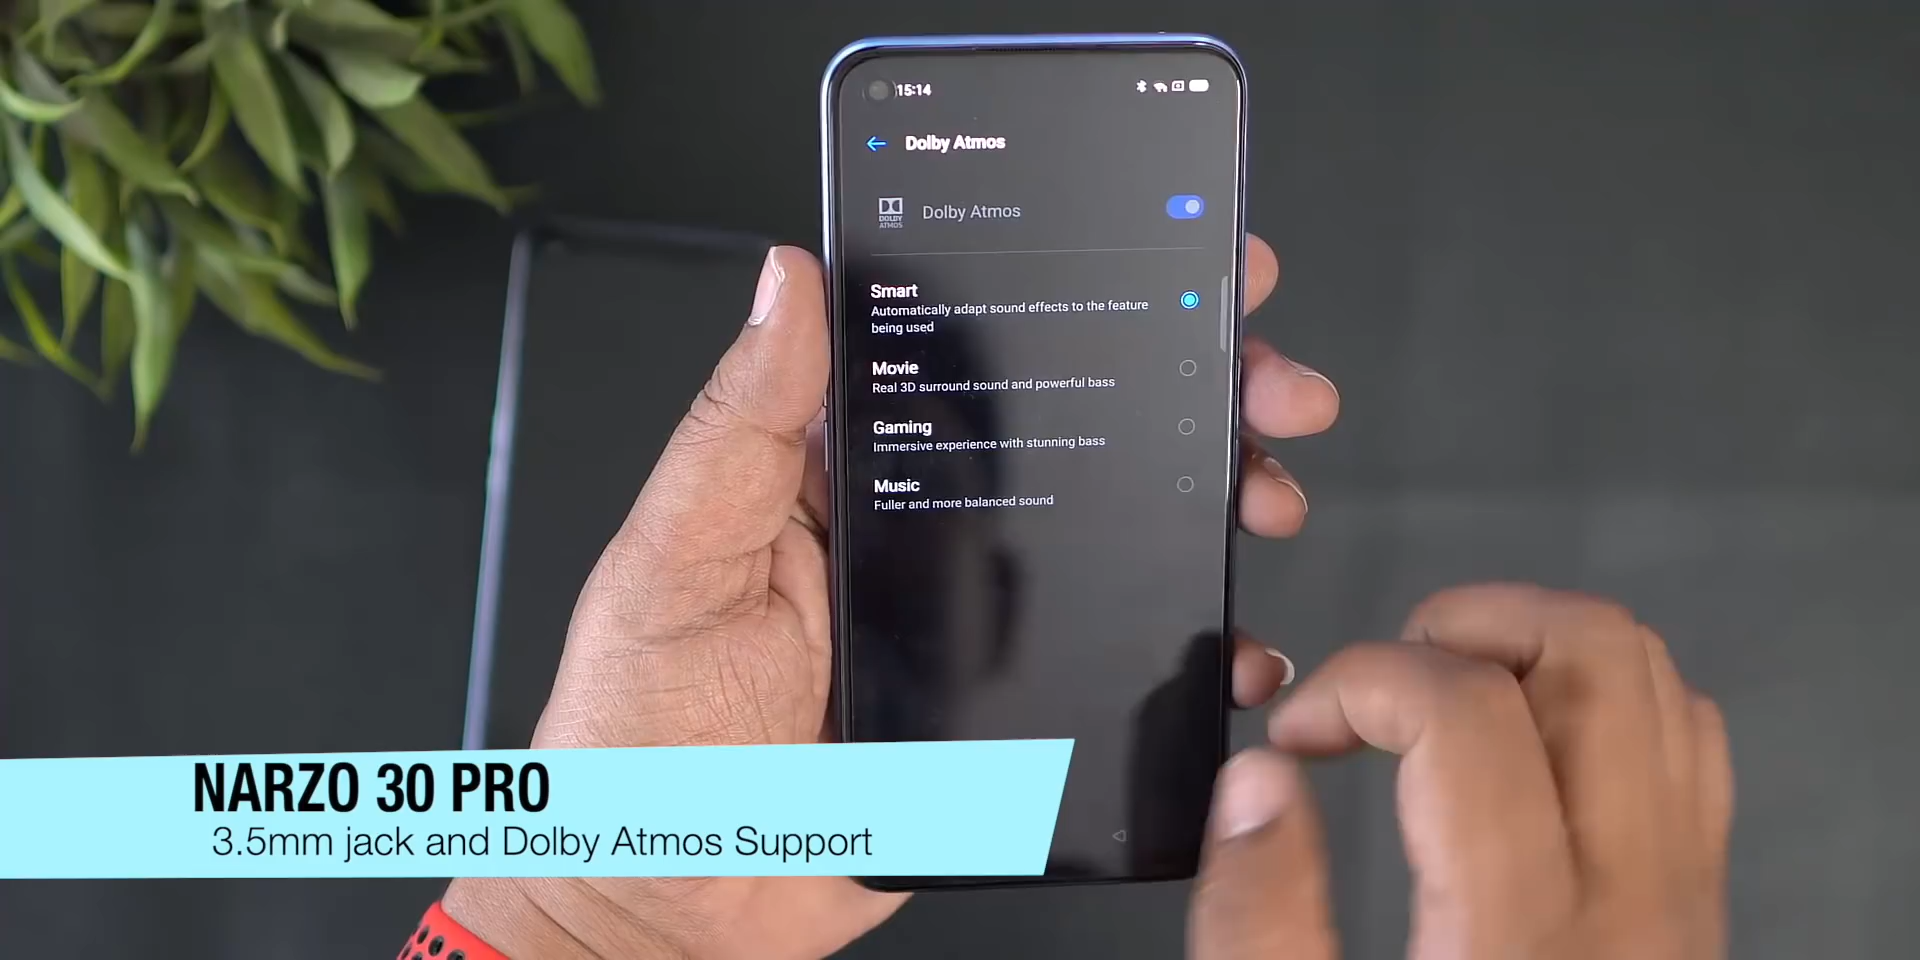 15:14
Dolby Atmos
DOLBY
ATMOS
Dolby Atmos
Smart
Automatically adapt sound effects to the feature
being used
Movie
Real 3D surround sound and powerful bass
Gaming
Immersive experience with stunning bass
Music
Fuller and more balanced sound
NARZO 30 PRO
3.5mm jack and Dolby Atmos Support